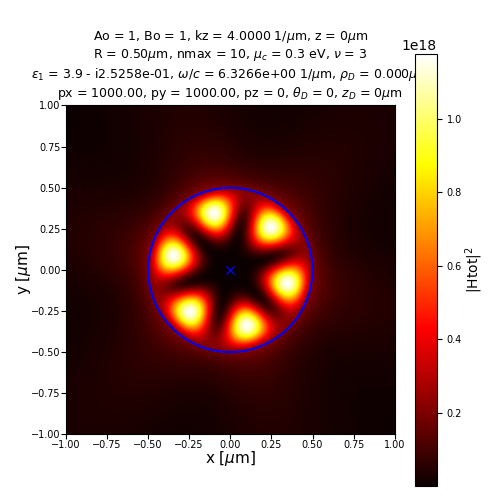 Ao = 1, Bo = 1, kz = 4.0000 1/μm, z = 0μm
R = 0.50μm, nmax = 10, μc = 0.3 eV, ν = 3
ε1 = 3.9 - i2.5258e-01, ω/c = 6.3266e+00 1/μm, ρD = 0.000μ
px = 1000.00, py = 1000.00, pz = 0, θD = 0, zD = 0μm
1e18
1.00
0.75
0.50
0.25
0.00
−0.25
−0.50
−0.75
−1.00
y [μm]
−1.00 −0.75 −0.50 −0.25 0.00 0.25 0.50 0.75 1.00
x [μm]
1.0
0.8
0.6
0.4
0.2
|Htot|²